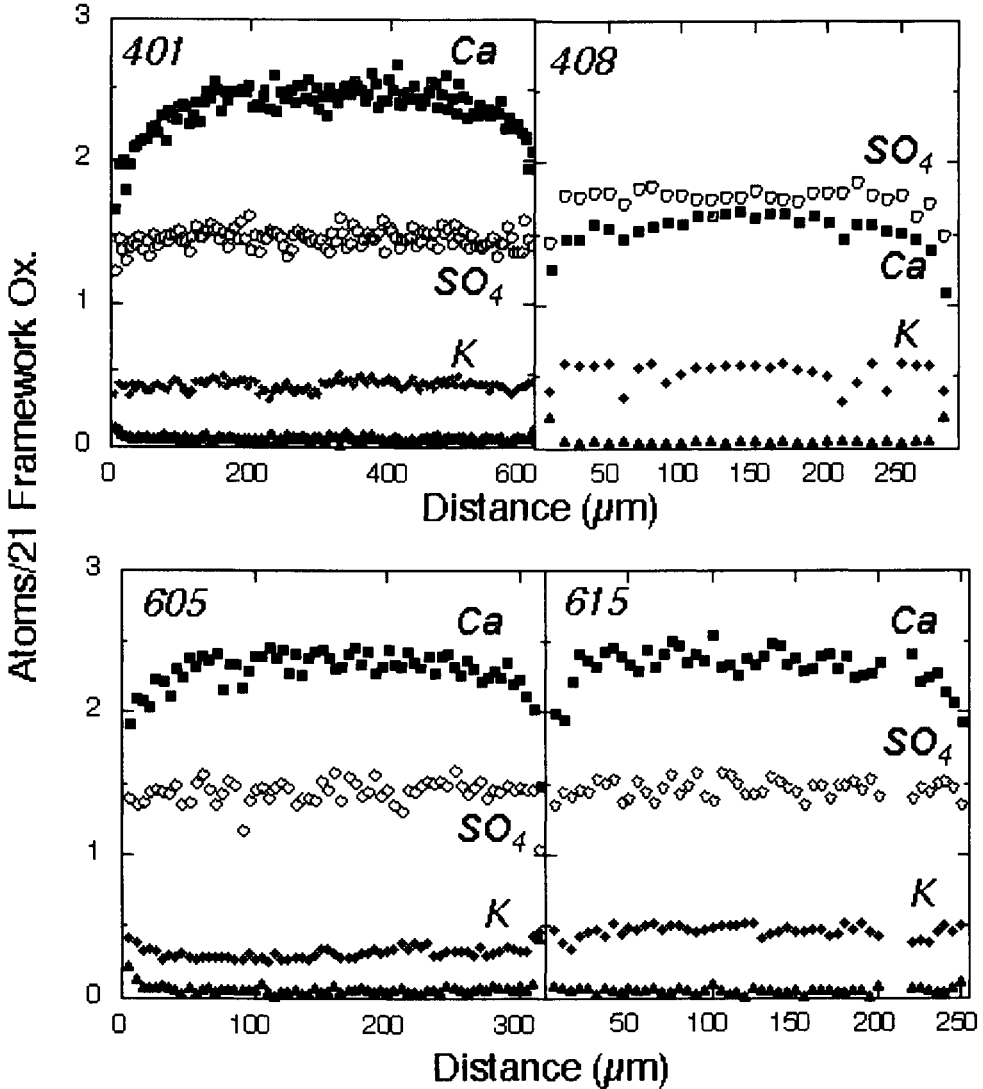 Atoms/21 Framework Ox.
3
2
1
0
401
Ca
SO4
K
0 200 400 600
408
SO4
Ca
K
50 100 150 200 250
Distance (µm)
3
2
1
0
605
Ca
SO4
K
0 100 200 300
615
Ca
SO4
K
50 100 150 200 250
Distance (µm)